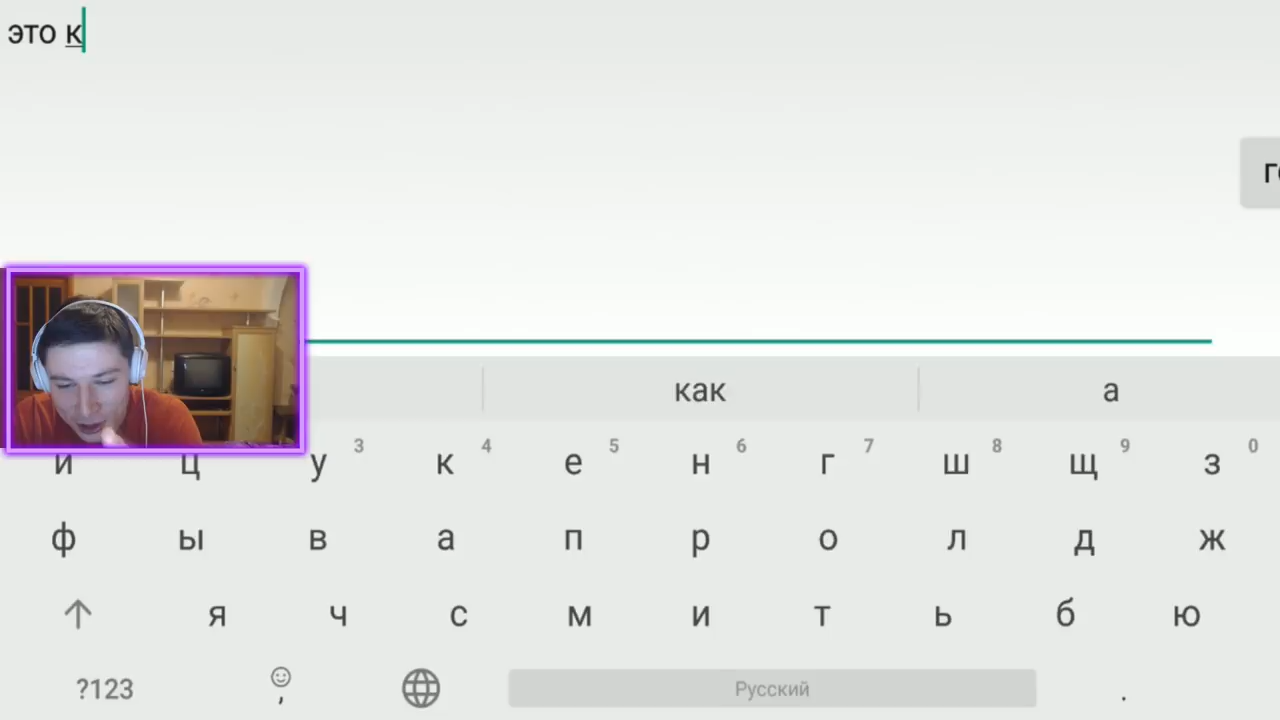 это к
как а
й ц у 3 к 4 е 5 н 6 г 7 ш 8 щ 9 з 0
ф ы в а п р о л д ж
я ч с м и т ь б ю
?123 , Русский .